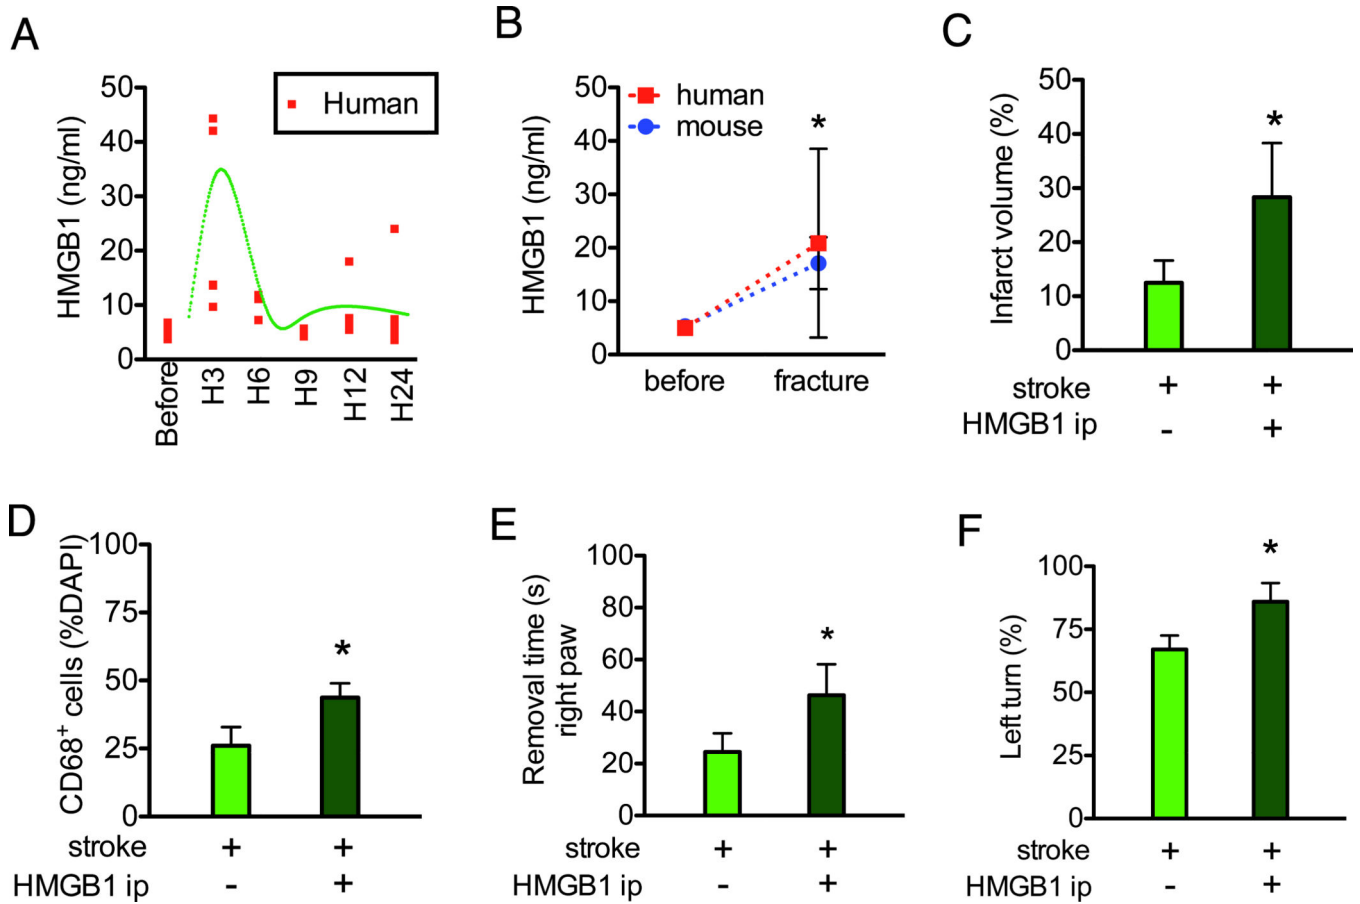 A
HMGB1 (ng/ml)
50
40
30
20
10
0
Human
Before
H3
H6
H9
H12
H24
B
HMGB1 (ng/ml)
50
40
30
20
10
0
human
mouse
*
before fracture
C
Infarct volume (%)
50
40
30
20
10
0
*
stroke + +
HMGB1 ip - +
D
CD68+ cells (%DAPI)
100
75
50
25
0
*
stroke + +
HMGB1 ip - +
E
Removal time (s)
right paw
100
80
60
40
20
0
*
stroke + +
HMGB1 ip - +
F
Left turn (%)
100
75
50
25
0
*
stroke + +
HMGB1 ip - +